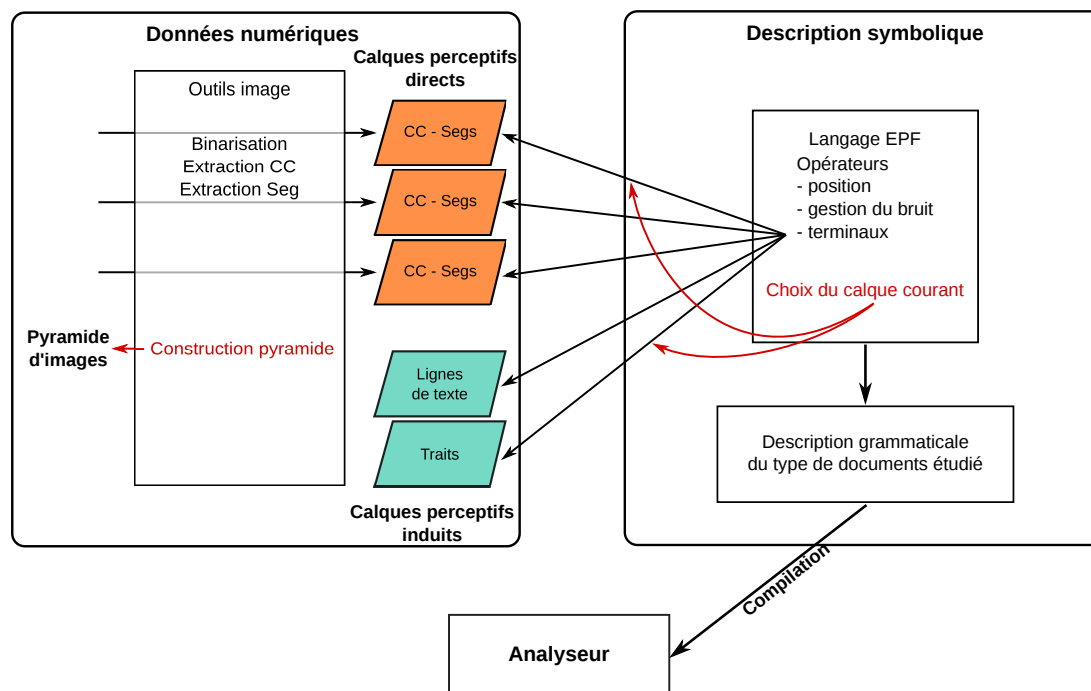 Données numériques
Outils image
Binarisation
Extraction CC
Extraction Seg
Pyramide
d'images
Construction pyramide
Calques perceptifs
directs
CC - Segs
CC - Segs
CC - Segs
Lignes
de texte
Traits
Calques perceptifs
induits
Description symbolique
Langage EPF
Opérateurs
- position
- gestion du bruit
- terminaux
Choix du calque courant
Description grammaticale
du type de documents étudié
Compilation
Analyseur